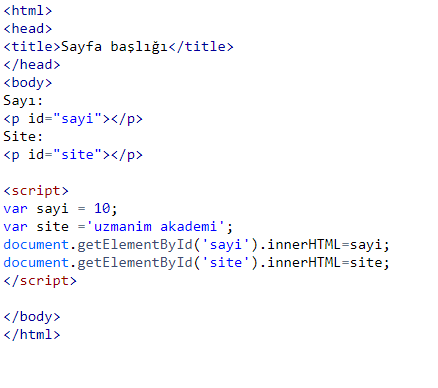 <html>
<head>
<title>Sayfa başlığı</title>
</head>
<body>
Sayı:
<p id="sayi"></p>
Site:
<p id="site"></p>
<script>
var sayi = 10;
var site ='uzmanim akademi';
document.getElementById('sayi').innerHTML=sayi;
document.getElementById('site').innerHTML=site;
</script>
</body>
</html>